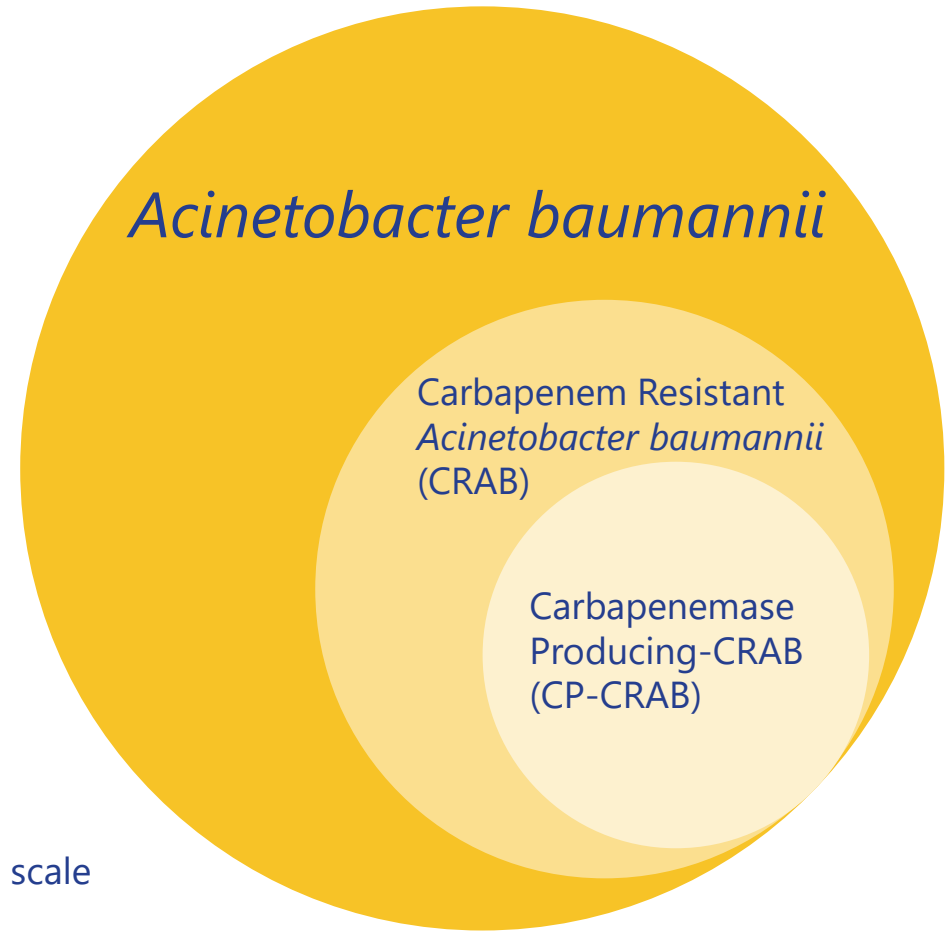 Acinetobacter baumannii
Carbapenem Resistant
Acinetobacter baumannii
(CRAB)
Carbapenemase
Producing-CRAB
(CP-CRAB)
scale